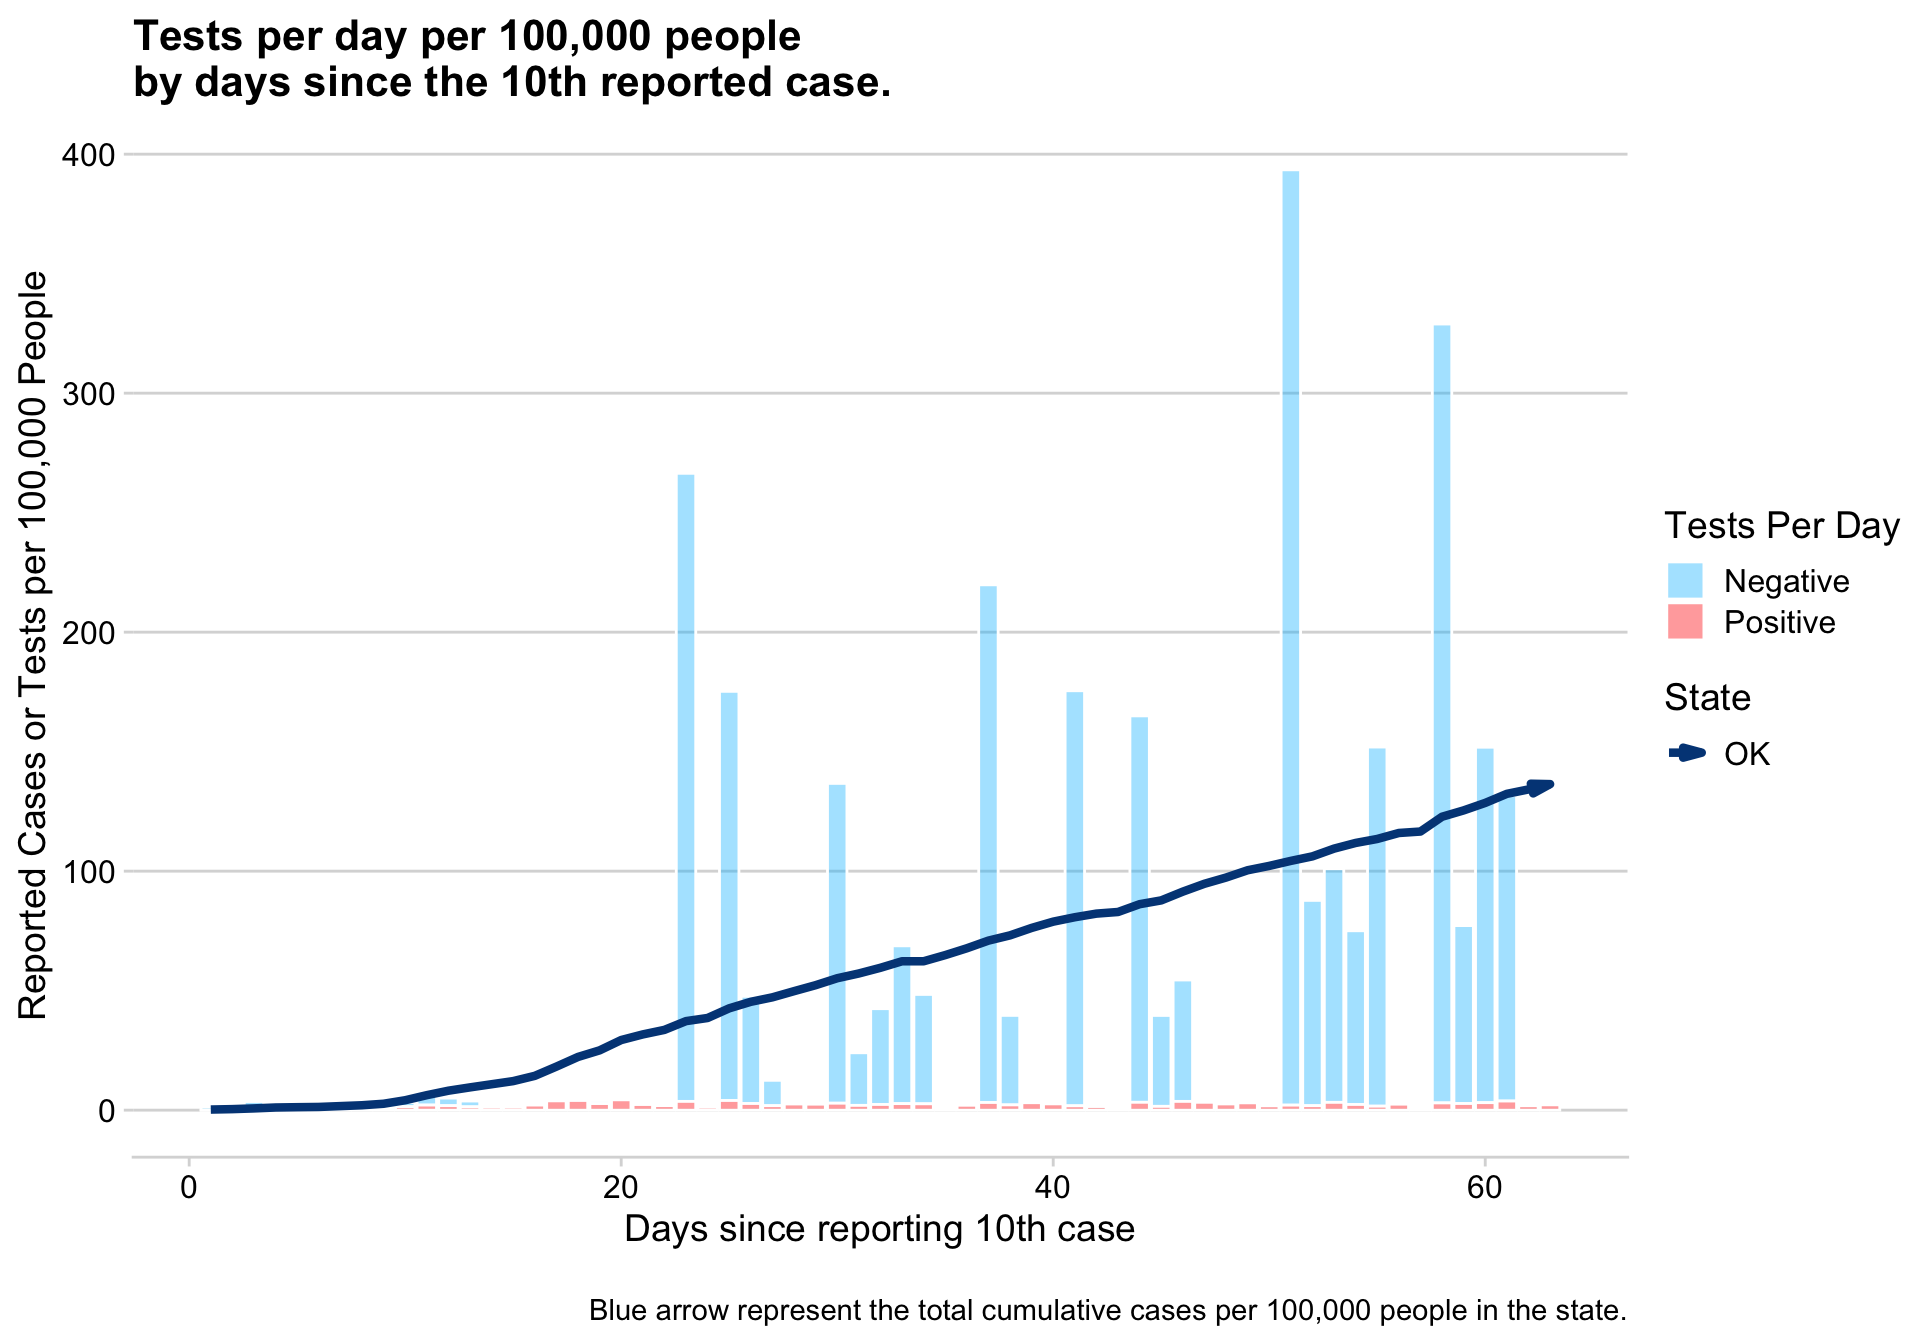 Tests per day per 100,000 people
by days since the 10th reported case.
Reported Cases or Tests per 100,000 People
400
300
200
100
0
0
20
40
60
Days since reporting 10th case
Tests Per Day
Negative
Positive
State
OK
Blue arrow represent the total cumulative cases per 100,000 people in the state.